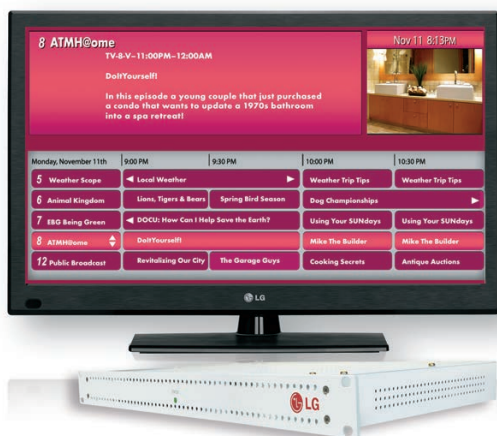 8 ATMH@ome
Nov 11 8:13PM
TV-8-V–11:00PM–12:00AM
DoItYourself!
In this episode a young couple that just purchased
a condo that wants to update a 1970s bathroom
into a spa retreat!
Monday, November 11th 9:00 PM 9:30 PM 10:00 PM 10:30 PM
5 Weather Scope Local Weather Weather Trip Tips Weather Trip Tips
6 Animal Kingdom Lions, Tigers & Bears Spring Bird Season Dog Championships
7 EBG Being Green DOCU: How Can I Help Save the Earth? Using Your SUNdays Using Your SUNdays
8 ATMH@ome DoItYourself! Mike The Builder Mike The Builder
12 Public Broadcast Revitalizing Our City The Garage Guys Cooking Secrets Antique Auctions
LG
LG